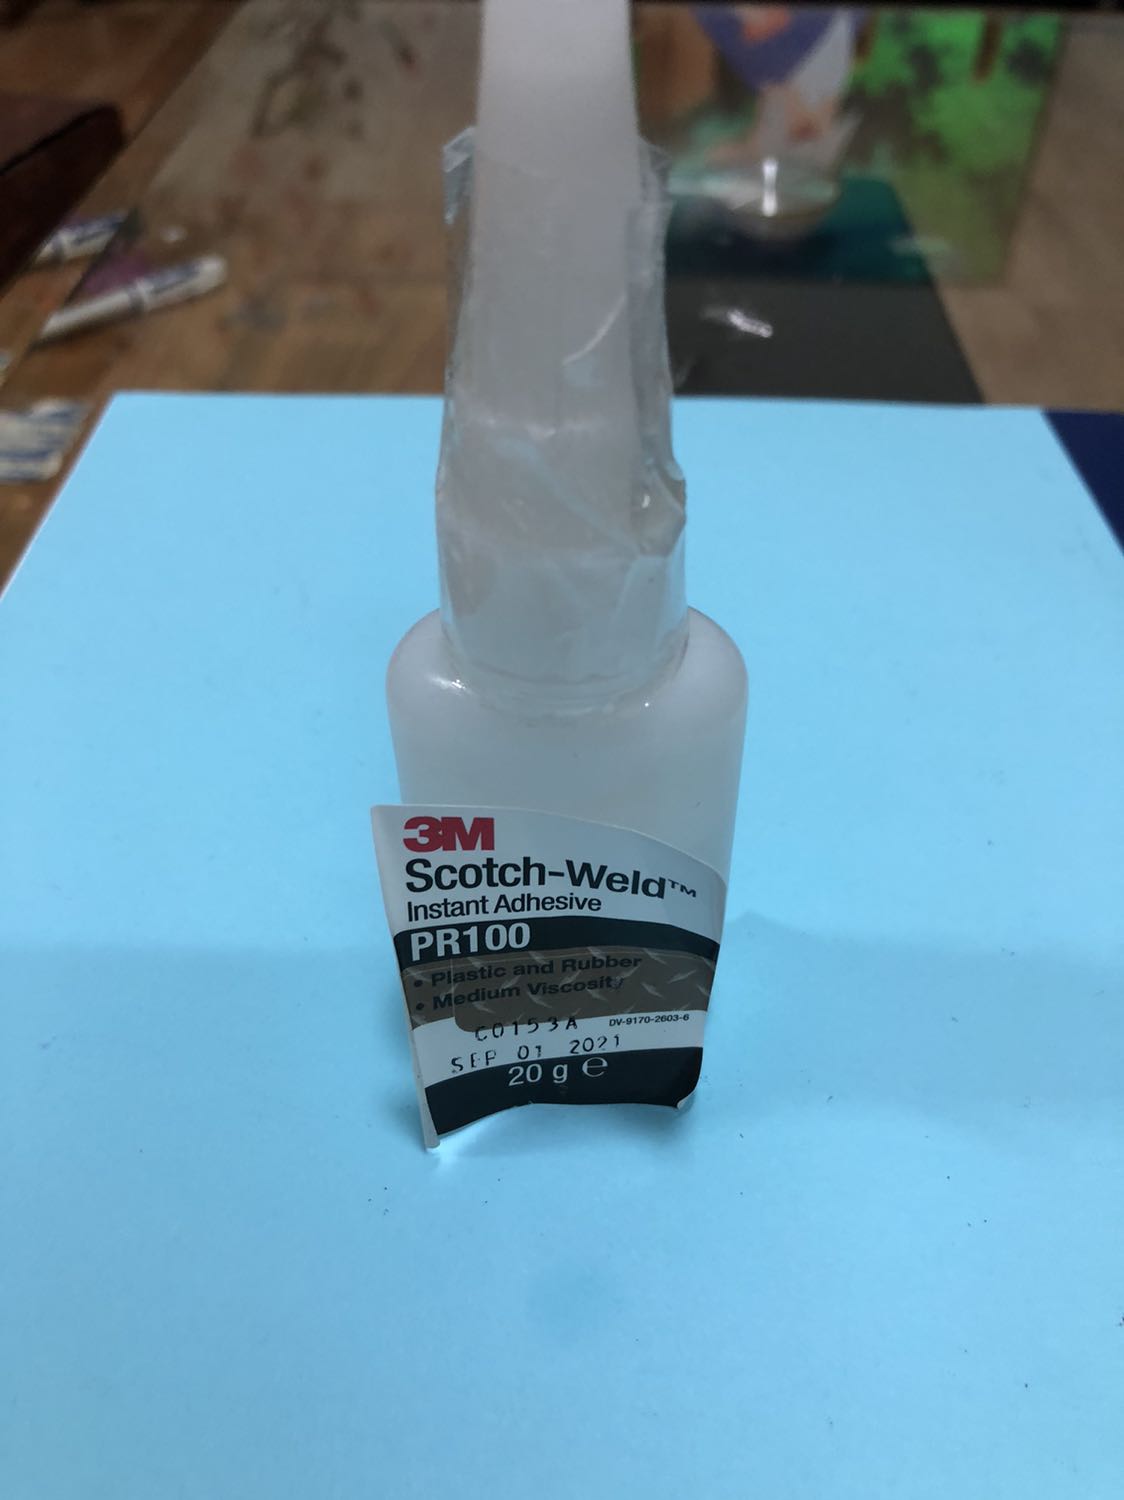 3M
Scotch-Weld™
Instant Adhesive
PR100
• Plastic and Rubber
• Medium Viscosity
C0153A DV-9170-2603-6
SEP 01 2021
20 g ℮